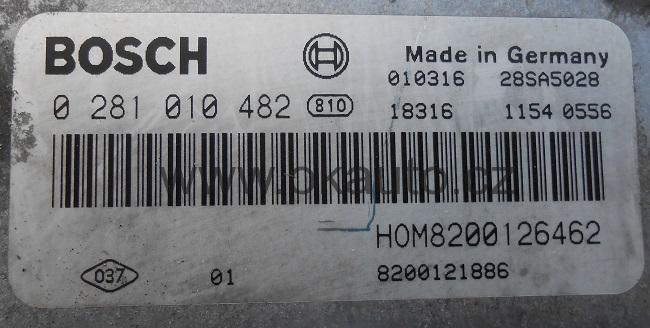 BOSCH Made in Germany
010316 28SA5028
0 281 010 482 810 18316 1154 0556
www.okauto.cz
HOM8200126462
037 01 8200121886